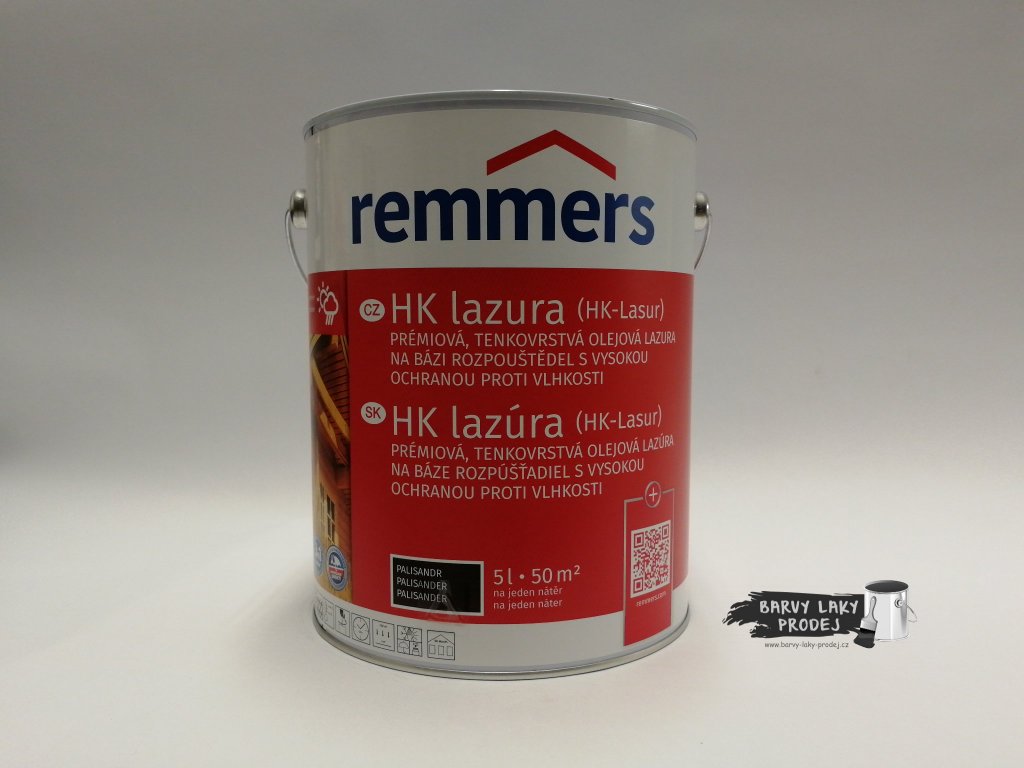 remmers
CZ
HK lazura (HK-Lasur)
PRÉMIOVÁ, TENKOVRSTVÁ OLEJOVÁ LAZURA
NA BÁZI ROZPOUŠTĚDEL S VYSOKOU
OCHRANOU PROTI VLHKOSTI
SK
HK lazúra (HK-Lasur)
PRÉMIOVÁ, TENKOVRSTVÁ OLEJOVÁ LAZÚRA
NA BÁZE ROZPÚŠŤADIEL S VYSOKOU
OCHRANOU PROTI VLHKOSTI
PALISANDR
PALISANDER
PALISANDER
5 l • 50 m²
na jeden nátěr
na jeden náter
remmers.com
BARVY LAKY
PRODEJ
www.barvy-laky-prodej.cz